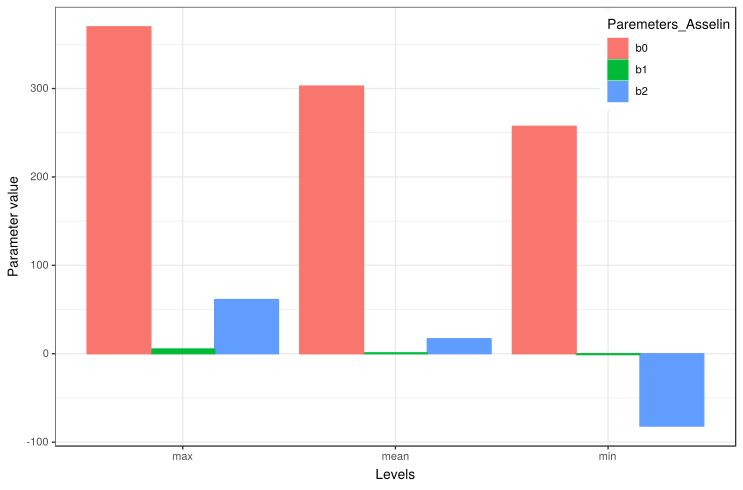 Paremeters_Asselin
b0
b1
b2
300
200
100
0
-100
Parameter value
max
mean
min
Levels